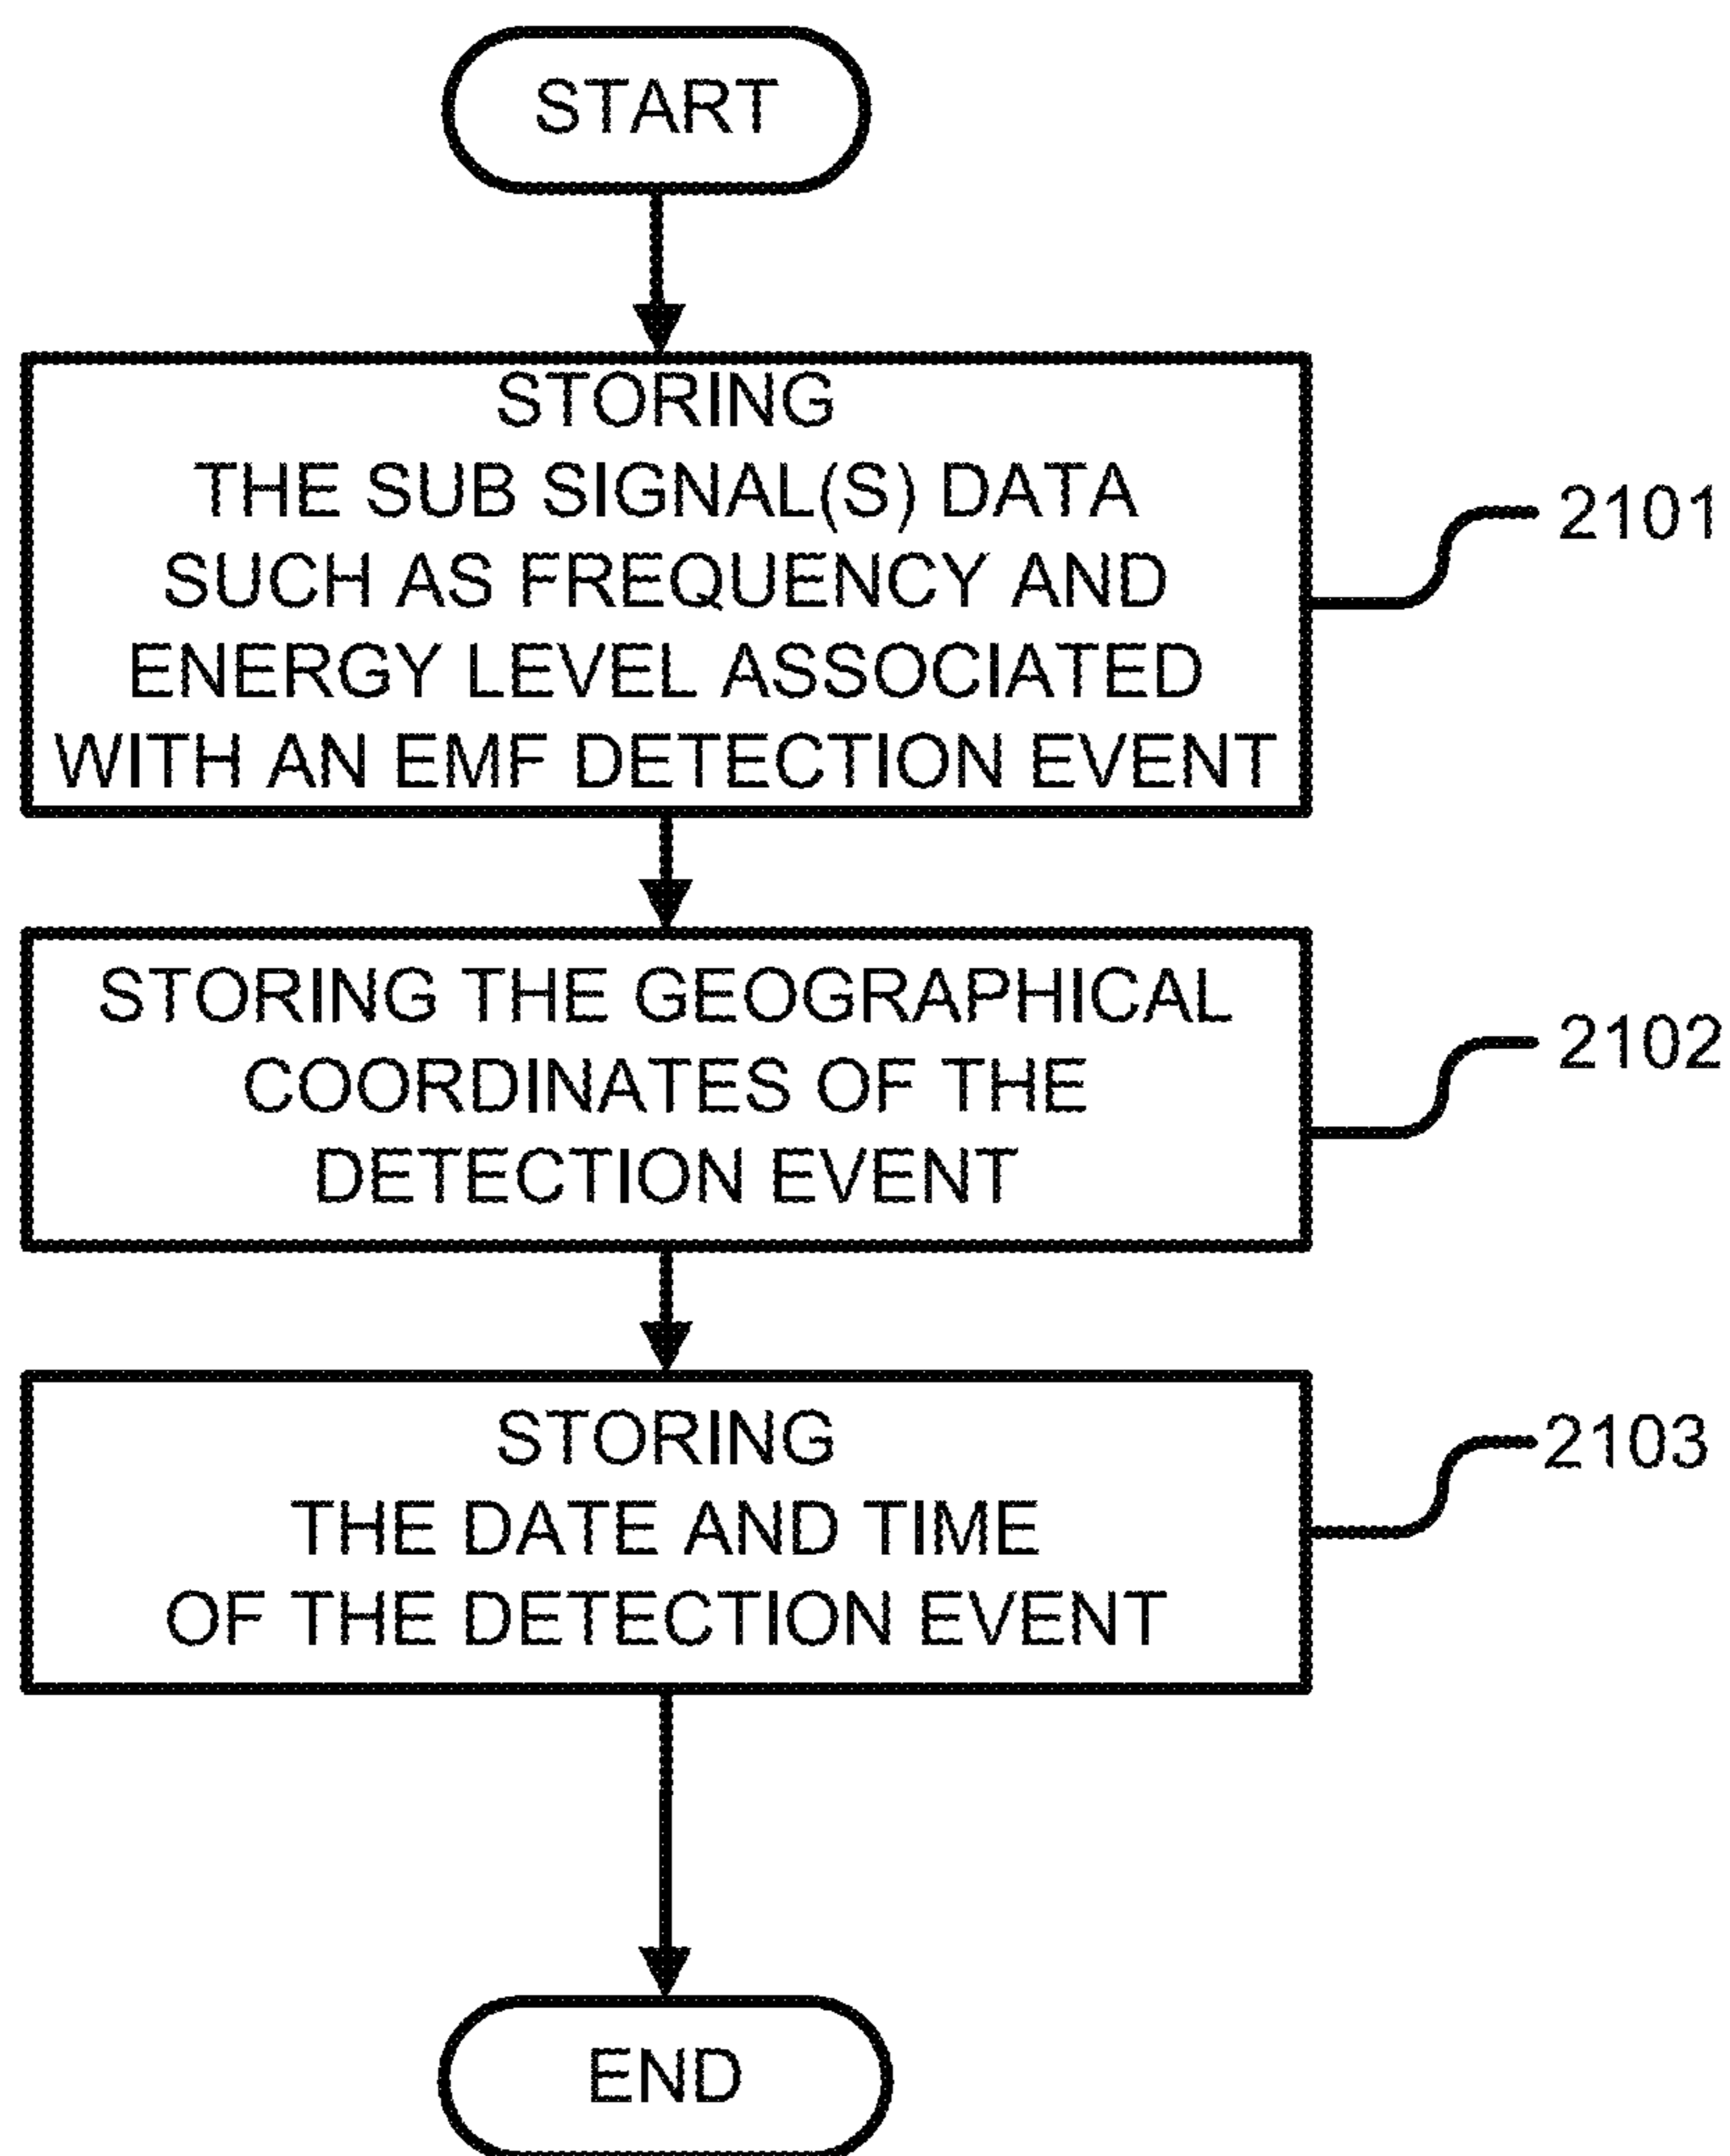 START
STORING
THE SUB SIGNAL(S) DATA
SUCH AS FREQUENCY AND
ENERGY LEVEL ASSOCIATED
WITH AN EMF DETECTION EVENT
2101
STORING THE GEOGRAPHICAL
COORDINATES OF THE
DETECTION EVENT
2102
STORING
THE DATE AND TIME
OF THE DETECTION EVENT
2103
END